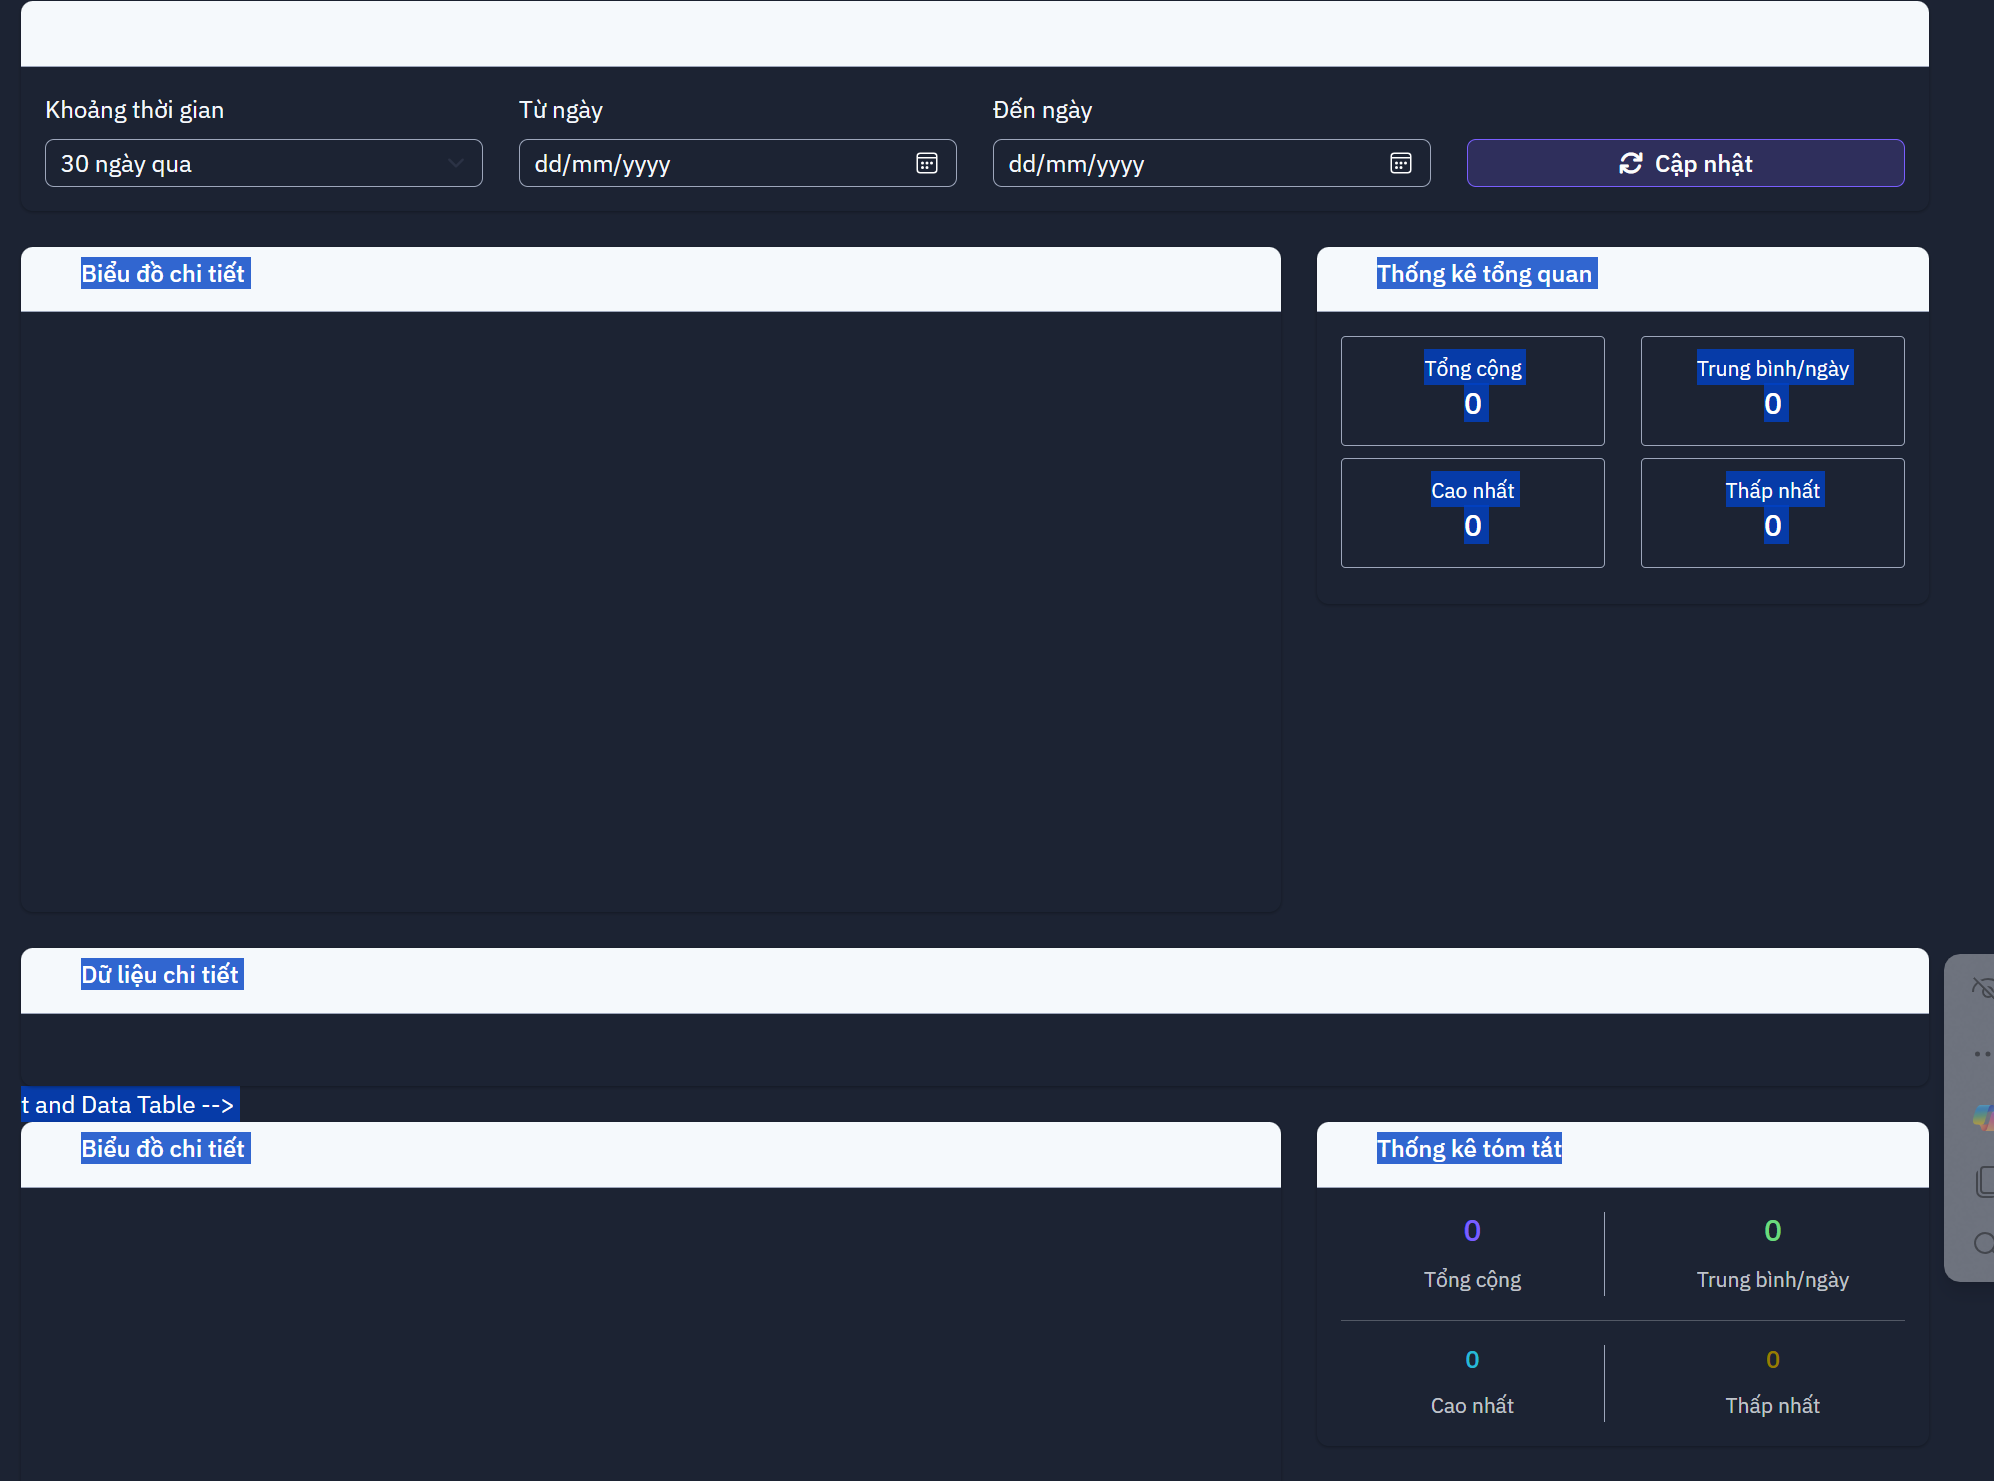 Khoảng thời gian
Từ ngày
Đến ngày
30 ngày qua
dd/mm/yyyy
dd/mm/yyyy
Cập nhật
Biểu đồ chi tiết
Thống kê tổng quan
Tổng cộng
0
Trung bình/ngày
0
Cao nhất
0
Thấp nhất
0
Dữ liệu chi tiết
t and Data Table -->
Biểu đồ chi tiết
Thống kê tóm tắt
0
Tổng cộng
0
Trung bình/ngày
0
Cao nhất
0
Thấp nhất